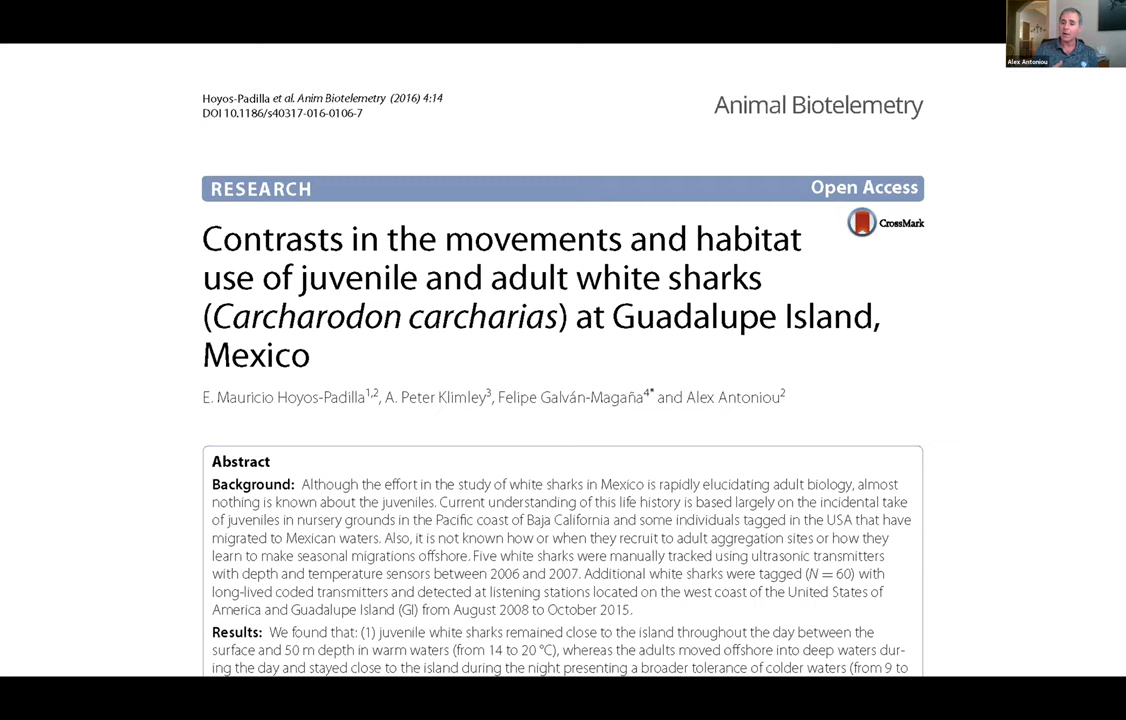 Alex Antoniou
Hoyos-Padilla et al. Anim Biotelemetry (2016) 4:14
DOI 10.1186/s40317-016-0106-7
Animal Biotelemetry
RESEARCH
Open Access
CrossMark
Contrasts in the movements and habitat
use of juvenile and adult white sharks
(Carcharodon carcharias) at Guadalupe Island,
Mexico
E. Mauricio Hoyos-Padilla1,2, A. Peter Klimley3, Felipe Galván-Magaña4* and Alex Antoniou2
Abstract
Background: Although the effort in the study of white sharks in Mexico is rapidly elucidating adult biology, almost
nothing is known about the juveniles. Current understanding of this life history is based largely on the incidental take
of juveniles in nursery grounds in the Pacific coast of Baja California and some individuals tagged in the USA that have
migrated to Mexican waters. Also, it is not known how or when they recruit to adult aggregation sites or how they
learn to make seasonal migrations offshore. Five white sharks were manually tracked using ultrasonic transmitters
with depth and temperature sensors between 2006 and 2007. Additional white sharks were tagged (N = 60) with
long-lived coded transmitters and detected at listening stations located on the west coast of the United States of
America and Guadalupe Island (GI) from August 2008 to October 2015.
Results: We found that: (1) juvenile white sharks remained close to the island throughout the day between the
surface and 50 m depth in warm waters (from 14 to 20 °C), whereas the adults moved offshore into deep waters dur-
ing the day and stayed close to the island during the night presenting a broader tolerance of colder waters (from 9 to